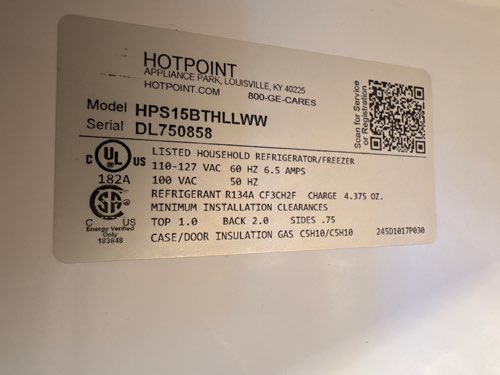 HOTPOINT
APPLIANCE PARK, LOUISVILLE, KY 40225
HOTPOINT.COM 800-GE-CARES
Model HPS15BTHLLWW
Serial DL750858
Scan for Service
or Registration
C UL US
LISTED HOUSEHOLD REFRIGERATOR/FREEZER
182A
110-127 VAC 60 HZ 6.5 AMPS
100 VAC 50 HZ
REFRIGERANT R134A CF3CH2F CHARGE 4.375 OZ.
MINIMUM INSTALLATION CLEARANCES
TOP 1.0 BACK 2.0 SIDES .75
CASE/DOOR INSULATION GAS C5H10/C5H10
245D1017P030
SA
C US
Energy Verified
Only
183848